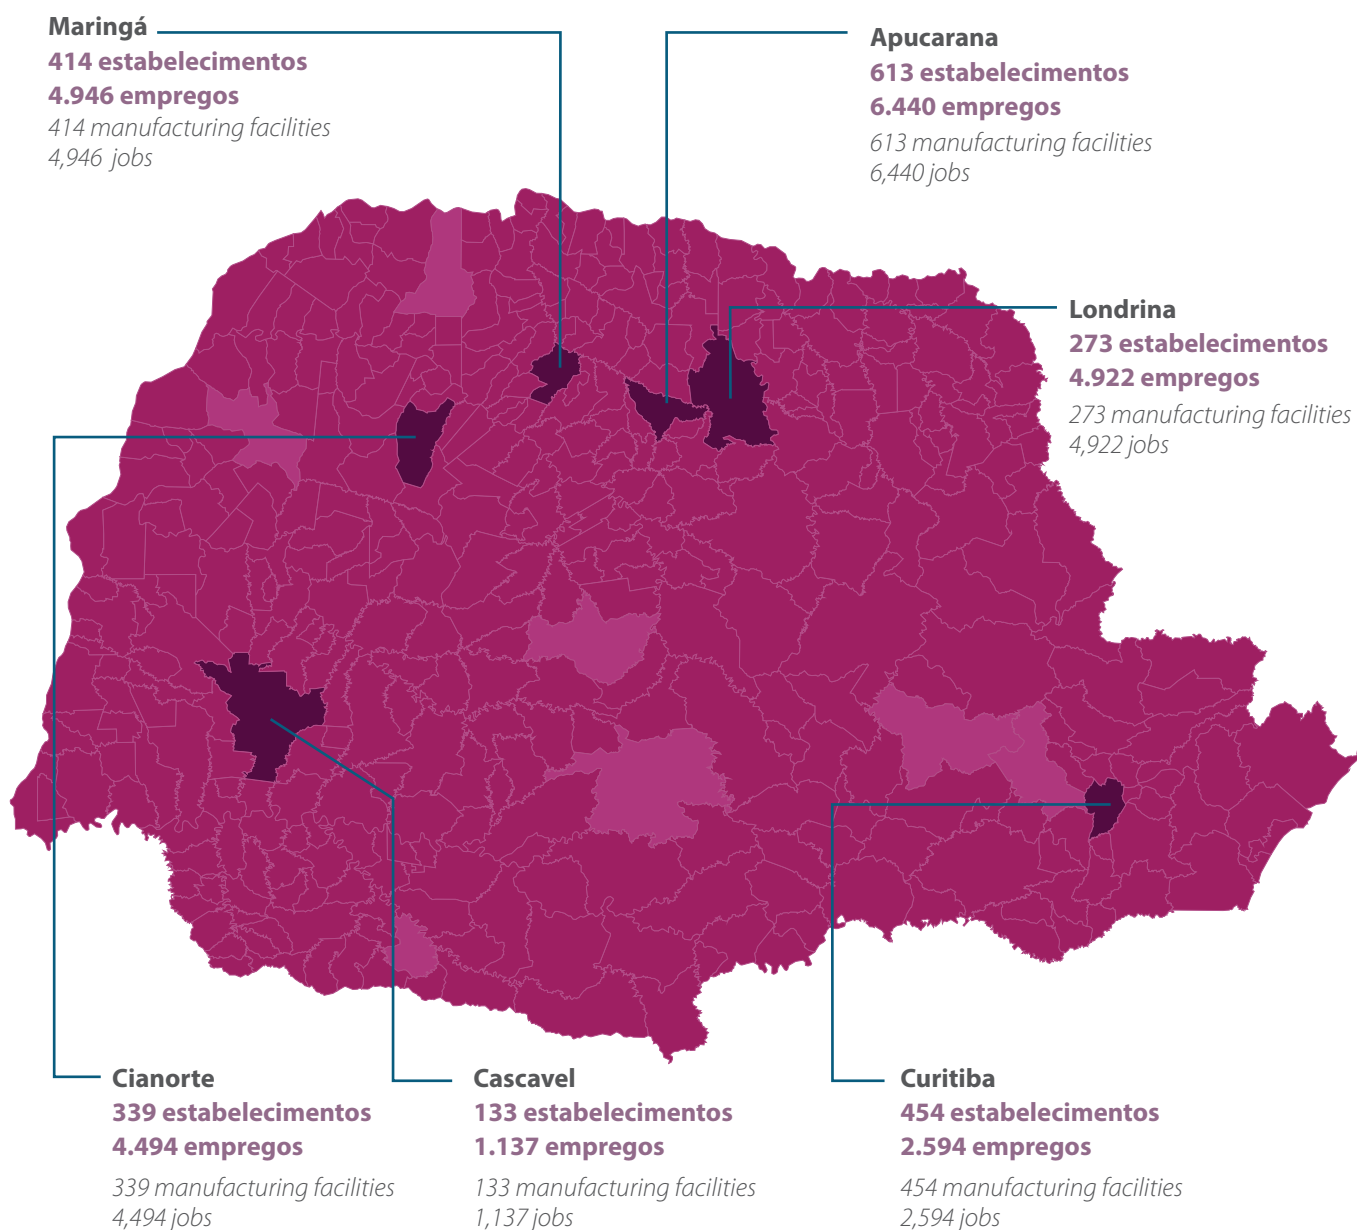 Maringá
414 estabelecimentos
4.946 empregos
414 manufacturing facilities
4,946 jobs
Apucarana
613 estabelecimentos
6.440 empregos
613 manufacturing facilities
6,440 jobs
Londrina
273 estabelecimentos
4.922 empregos
273 manufacturing facilities
4,922 jobs
Cianorte
339 estabelecimentos
4.494 empregos
339 manufacturing facilities
4,494 jobs
Cascavel
133 estabelecimentos
1.137 empregos
133 manufacturing facilities
1,137 jobs
Curitiba
454 estabelecimentos
2.594 empregos
454 manufacturing facilities
2,594 jobs